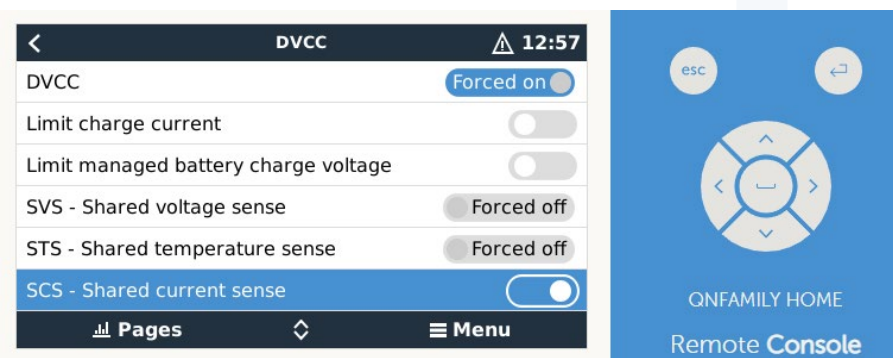 DVCC 12:57
DVCC Forced on
Limit charge current
Limit managed battery charge voltage
SVS - Shared voltage sense Forced off
STS - Shared temperature sense Forced off
SCS - Shared current sense
Pages Menu
esc
QNFAMILY HOME
Remote Console